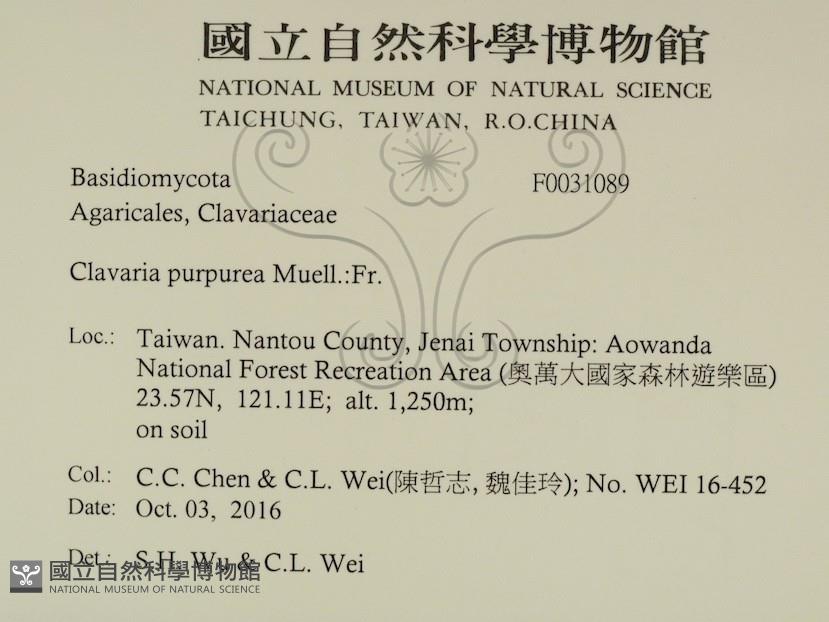 國立自然科學博物館
NATIONAL MUSEUM OF NATURAL SCIENCE
TAICHUNG, TAIWAN, R.O.CHINA
Basidiomycota F0031089
Agaricales, Clavariaceae
Clavaria purpurea Muell.:Fr.
Loc.: Taiwan. Nantou County, Jenai Township: Aowanda
National Forest Recreation Area (奧萬大國家森林遊樂區)
23.57N, 121.11E; alt. 1,250m;
on soil
Col.: C.C. Chen & C.L. Wei(陳哲志, 魏佳玲); No. WEI 16-452
Date: Oct. 03, 2016
Det.: S.H. Wu & C.L. Wei
國立自然科學博物館
NATIONAL MUSEUM OF NATURAL SCIENCE